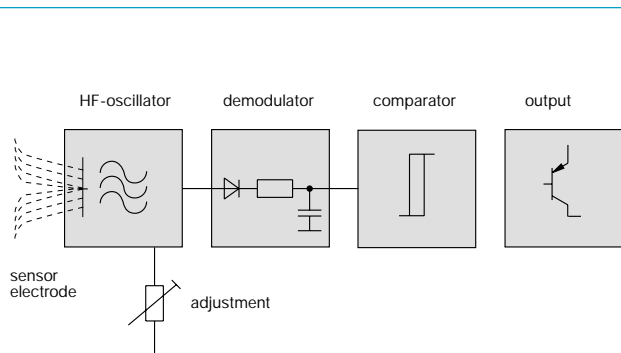 HF-oscillator
demodulator
comparator
output
sensor
electrode
adjustment